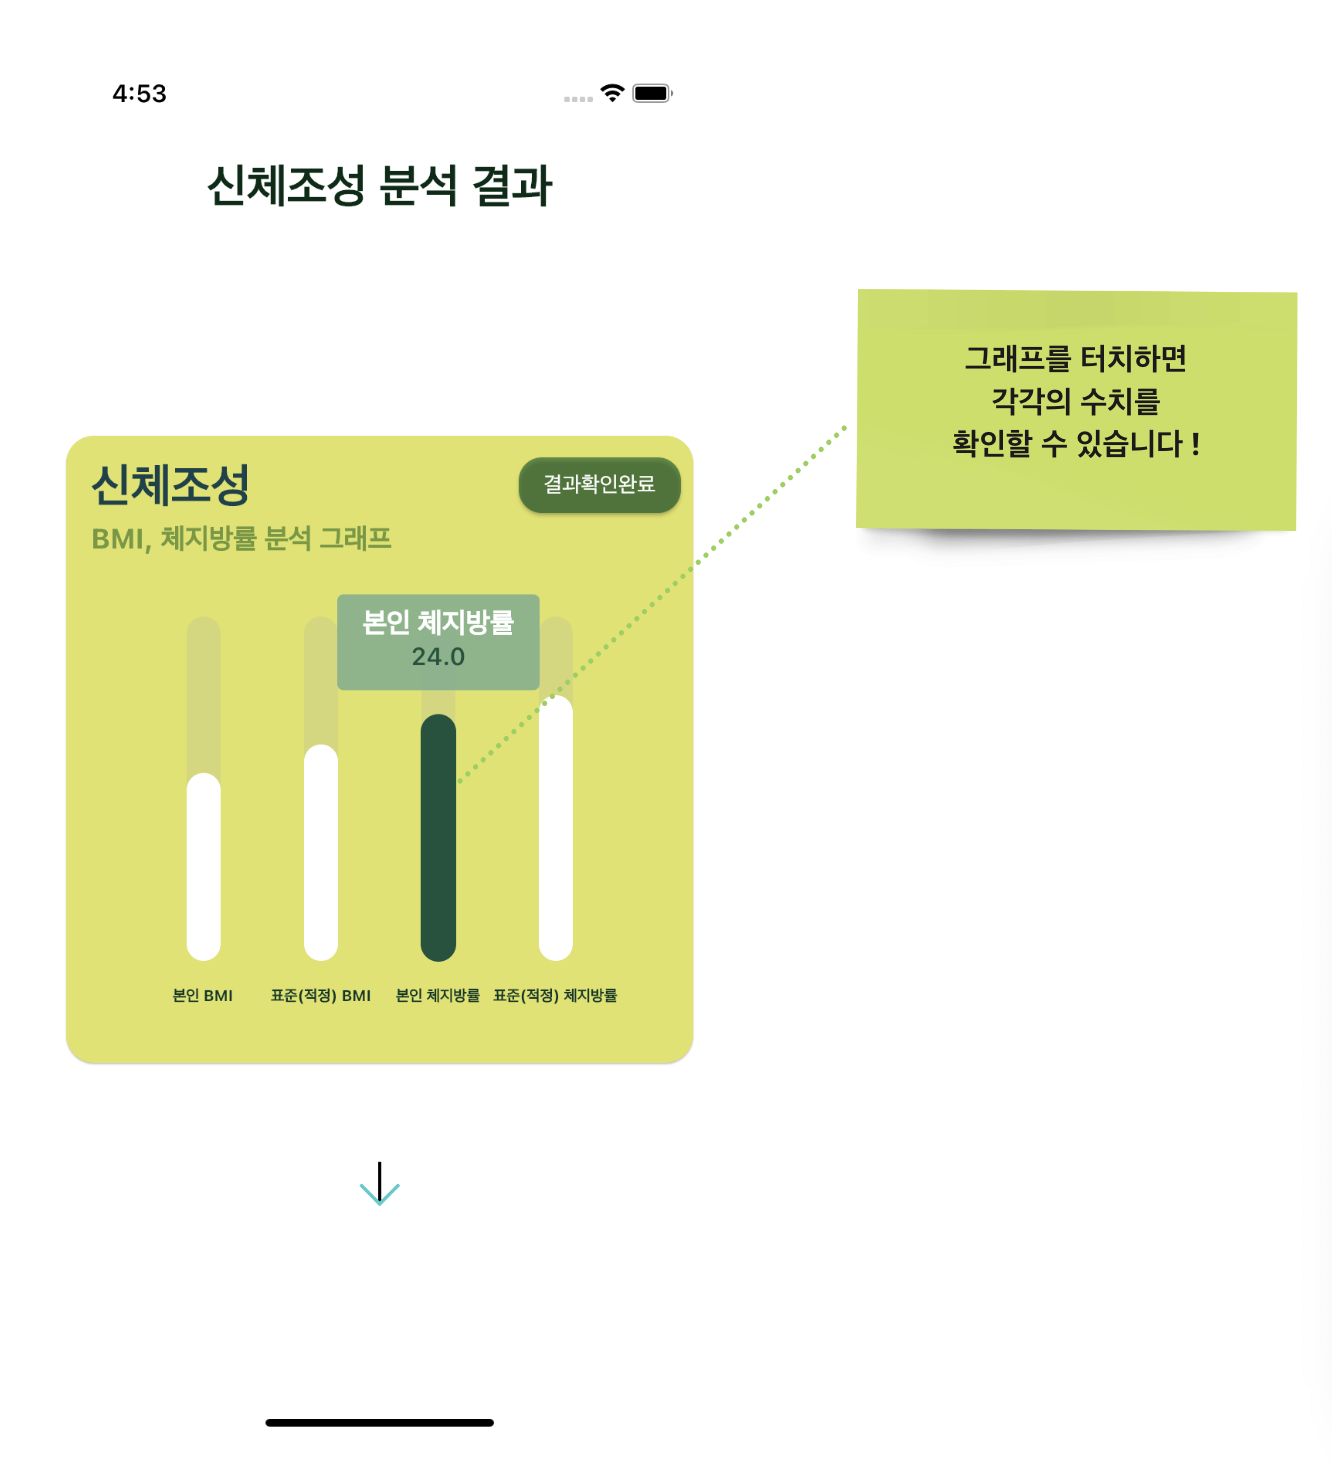 4:53
신체조성 분석 결과
그래프를 터치하면
각각의 수치를
확인할 수 있습니다 !
신체조성
결과확인완료
BMI, 체지방률 분석 그래프
본인 체지방률
24.0
본인 BMI
표준(적정) BMI
본인 체지방률
표준(적정) 체지방률